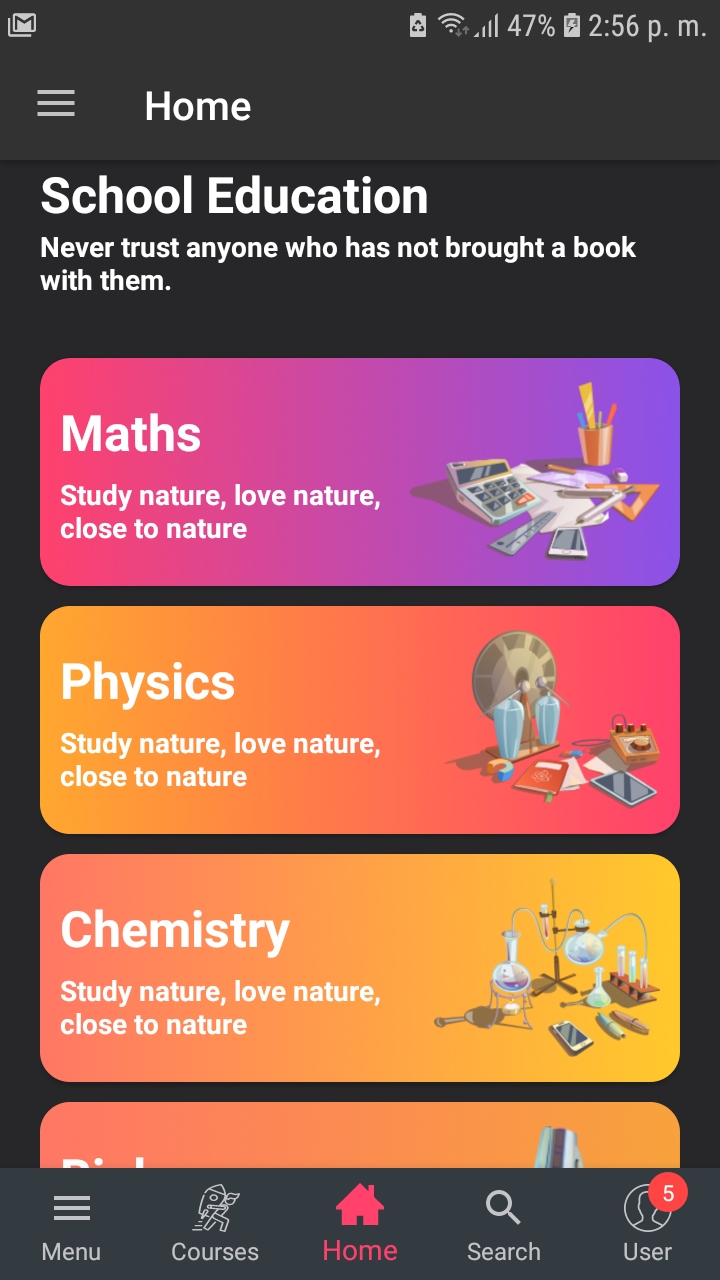 47% 2:56 p. m.
Home
School Education
Never trust anyone who has not brought a book
with them.
Maths
Study nature, love nature,
close to nature
Physics
Study nature, love nature,
close to nature
Chemistry
Study nature, love nature,
close to nature
5
Menu Courses Home Search User